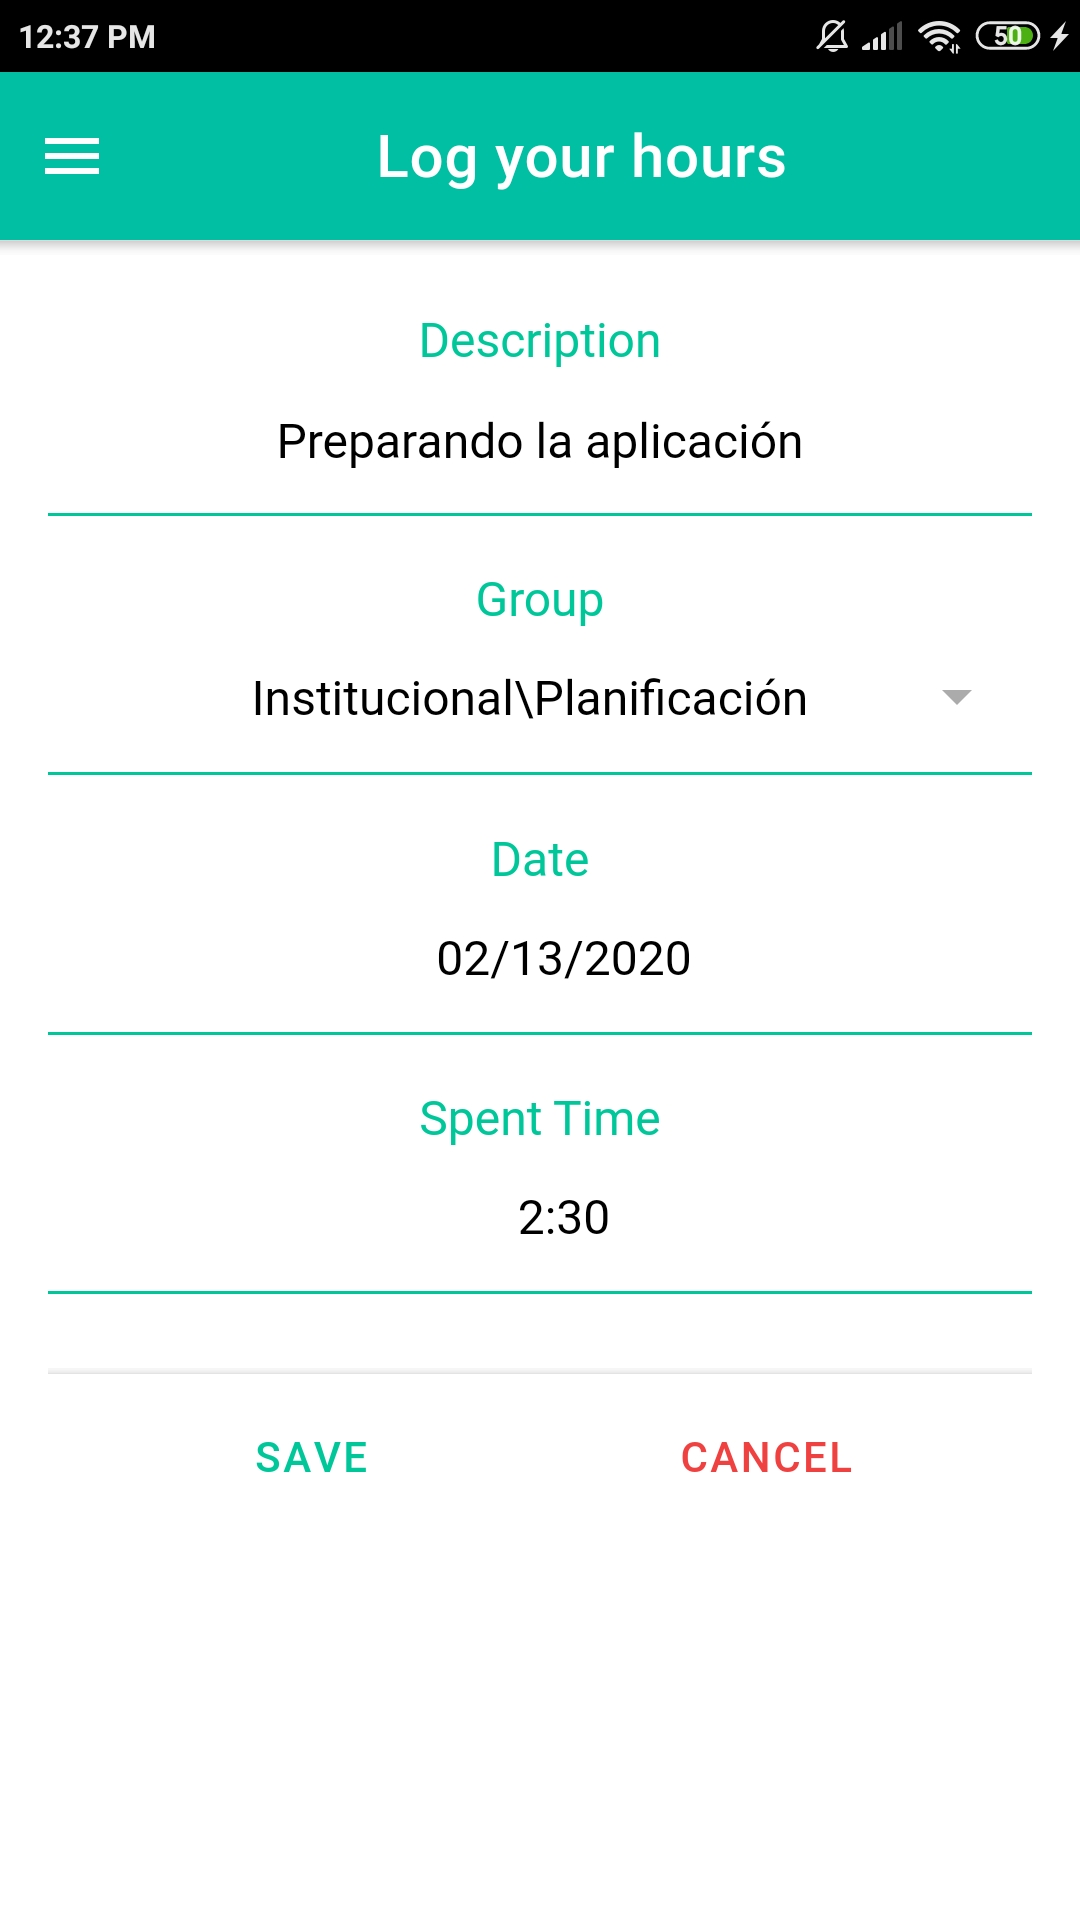 12:37 PM
50
Log your hours
Description
Preparando la aplicación
Group
Institucional\Planificación
Date
02/13/2020
Spent Time
2:30
SAVE
CANCEL